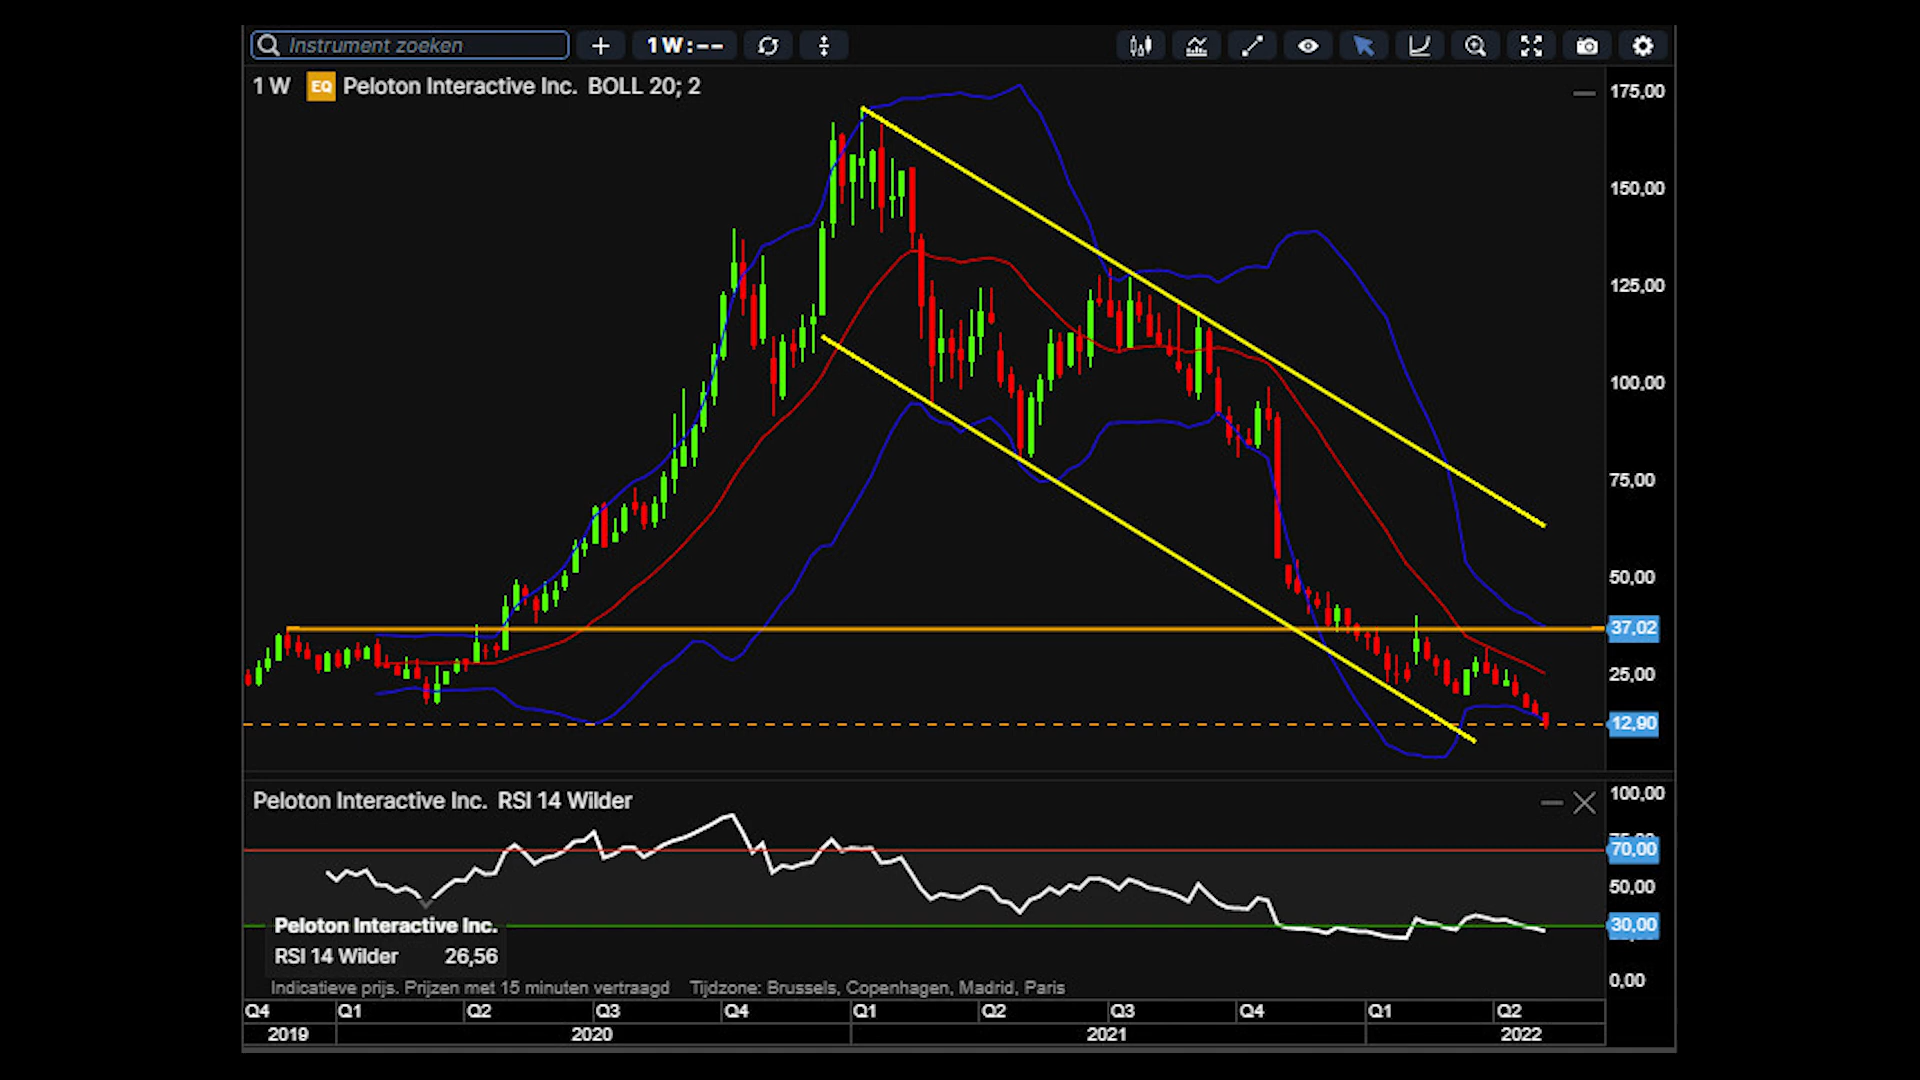 Instrument zoeken
1W:--
1 W EQ Peloton Interactive Inc. BOLL 20; 2
175,00
150,00
125,00
100,00
75,00
50,00
37,02
25,00
12,90
Peloton Interactive Inc. RSI 14 Wilder
100,00
70,00
50,00
30,00
0,00
Peloton Interactive Inc.
RSI 14 Wilder 26,56
Indicatieve prijs. Prijzen met 15 minuten vertraagd Tijdzone: Brussels, Copenhagen, Madrid, Paris
Q4 Q1 Q2 Q3 Q4 Q1 Q2 Q3 Q4 Q1 Q2
2019 2020 2021 2022